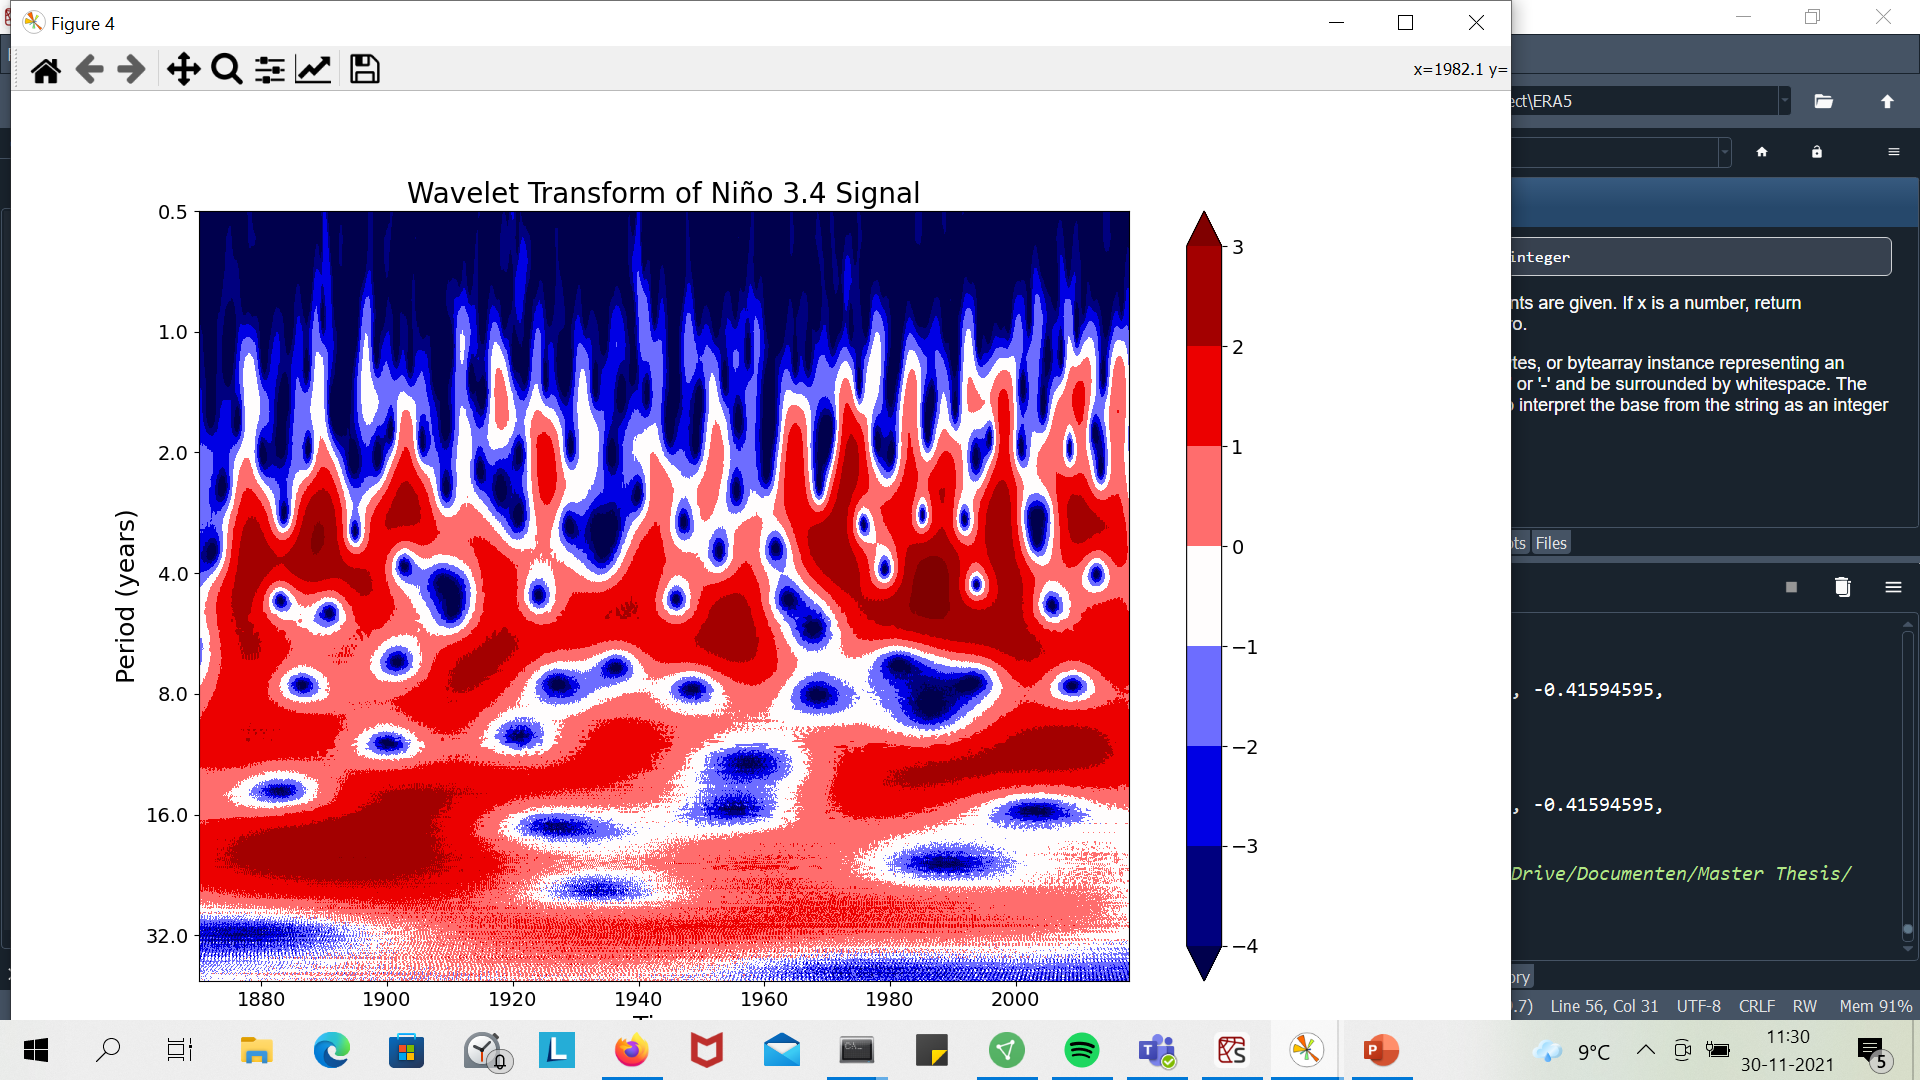 Figure 4
x=1982.1 y=
Wavelet Transform of Niño 3.4 Signal
Period (years)
0.5
1.0
2.0
4.0
8.0
16.0
32.0
1880 1900 1920 1940 1960 1980 2000
3
2
1
0
−1
−2
−3
−4
ect\ERA5
integer
nts are given. If x is a number, return
ro.
tes, or bytearray instance representing an
or '-' and be surrounded by whitespace. The
interpret the base from the string as an integer
ots Files
, -0.41594595,
, -0.41594595,
Drive/Documenten/Master Thesis/
ory
.7) Line 56, Col 31 UTF-8 CRLF RW Mem 91%
9°C
11:30
30-11-2021
5